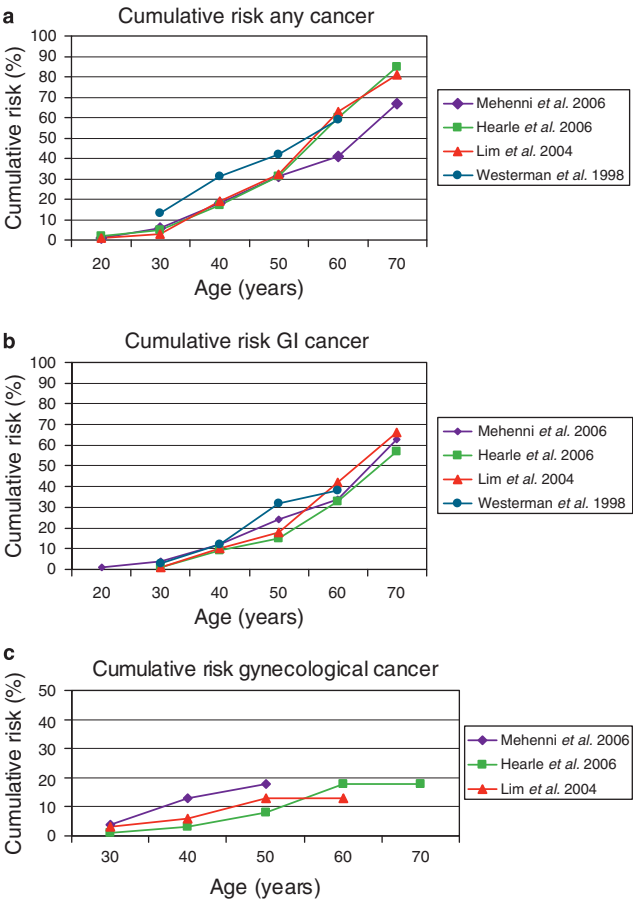 a
Cumulative risk any cancer
Cumulative risk (%)
100
90
80
70
60
50
40
30
20
10
0
20 30 40 50 60 70
Age (years)
Mehenni et al. 2006
Hearle et al. 2006
Lim et al. 2004
Westerman et al. 1998
b
Cumulative risk GI cancer
Cumulative risk (%)
100
90
80
70
60
50
40
30
20
10
0
20 30 40 50 60 70
Age (years)
Mehenni et al. 2006
Hearle et al. 2006
Lim et al. 2004
Westerman et al. 1998
c
Cumulative risk gynecological cancer
Cumulative risk (%)
50
40
30
20
10
0
30 40 50 60 70
Age (years)
Mehenni et al. 2006
Hearle et al. 2006
Lim et al. 2004